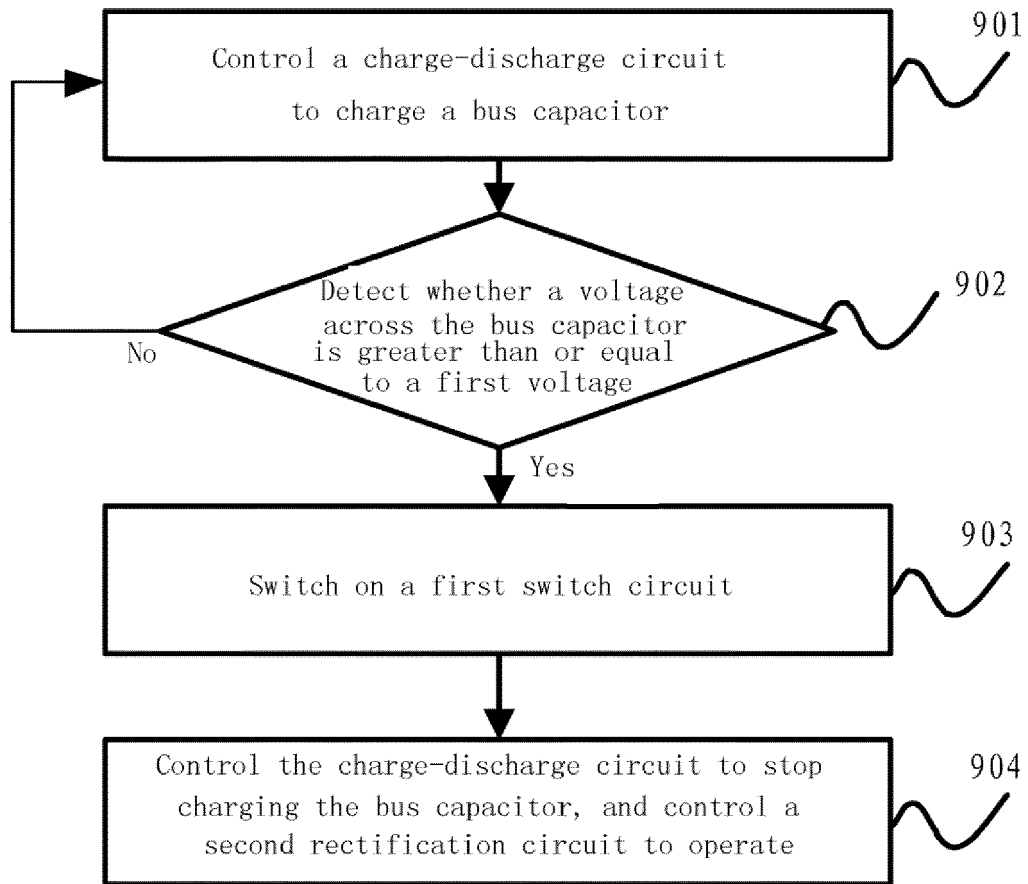 901
Control a charge-discharge circuit
to charge a bus capacitor
902
Detect whether a voltage
across the bus capacitor
is greater than or equal
to a first voltage
No
Yes
903
Switch on a first switch circuit
904
Control the charge-discharge circuit to stop
charging the bus capacitor, and control a
second rectification circuit to operate